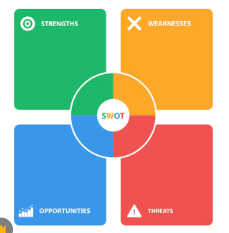 STRENGTHS
WEAKNESSES
SWOT
OPPORTUNITIES
THREATS